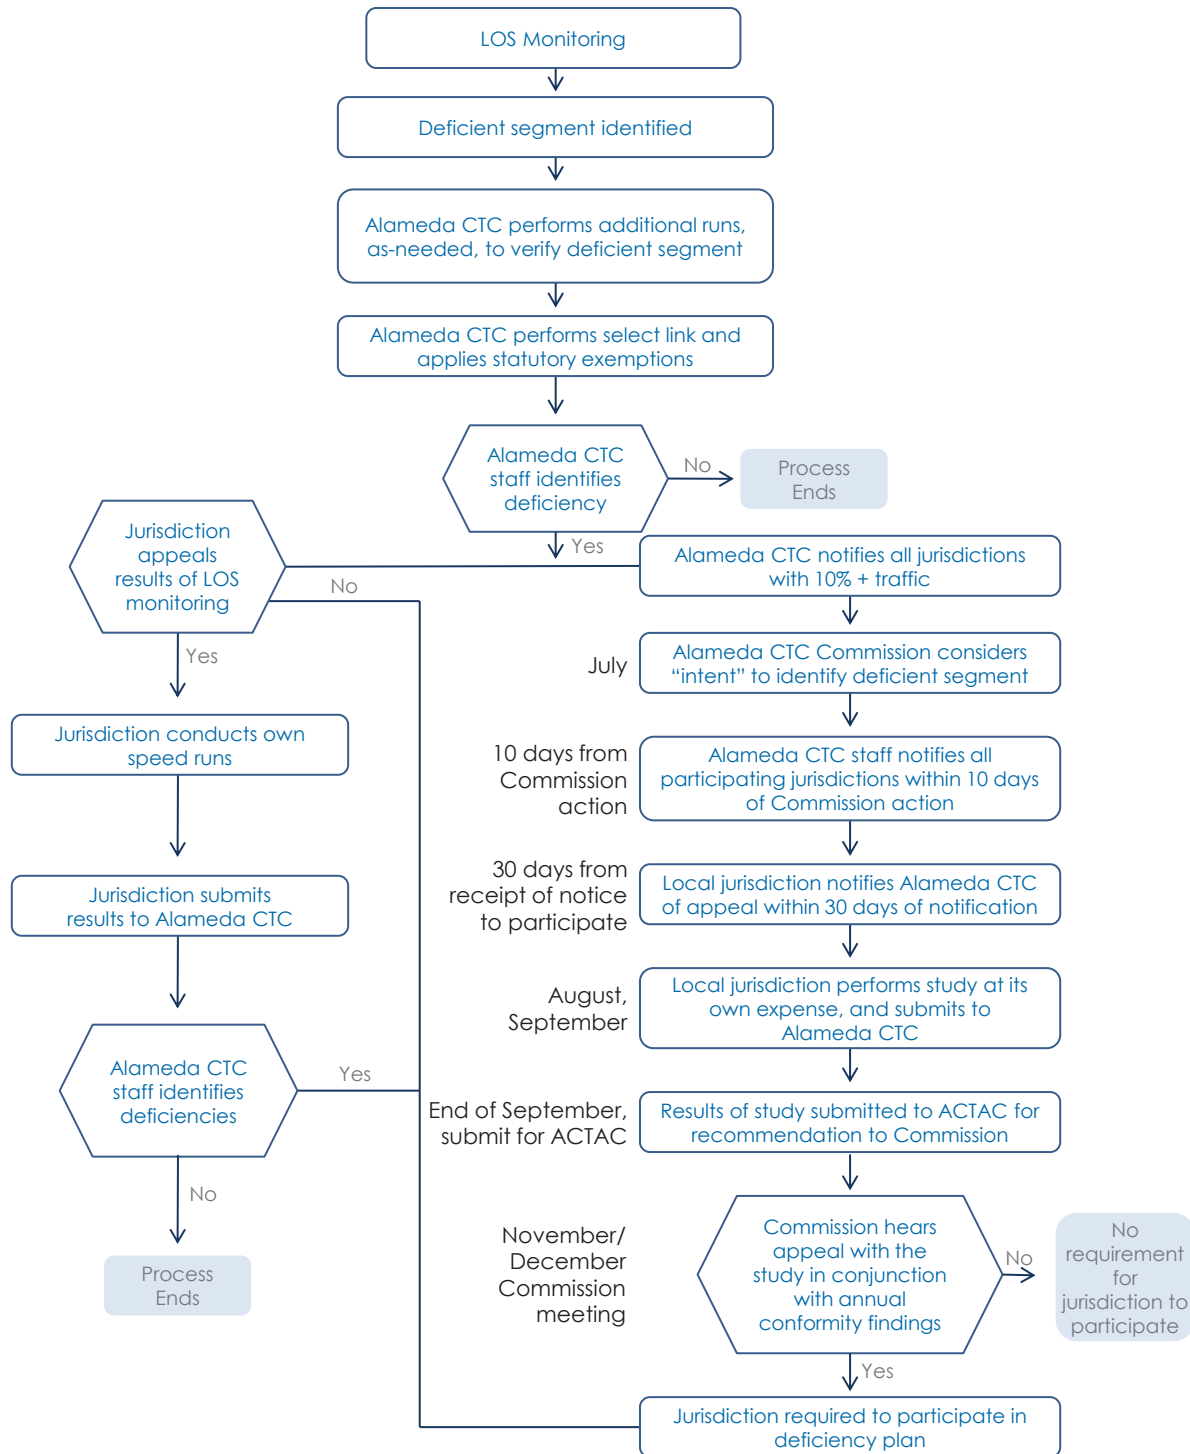 LOS Monitoring
Deficient segment identified
Alameda CTC performs additional runs,
as-needed, to verify deficient segment
Alameda CTC performs select link and
applies statutory exemptions
Alameda CTC
staff identifies
deficiency
No
Process
Ends
Yes
Jurisdiction
appeals
results of LOS
monitoring
No
Yes
Jurisdiction conducts own
speed runs
Jurisdiction submits
results to Alameda CTC
Alameda CTC
staff identifies
deficiencies
Yes
No
Process
Ends
Alameda CTC notifies all jurisdictions
with 10% + traffic
July
Alameda CTC Commission considers
“intent” to identify deficient segment
10 days from
Commission
action
Alameda CTC staff notifies all
participating jurisdictions within 10 days
of Commission action
30 days from
receipt of notice
to participate
Local jurisdiction notifies Alameda CTC
of appeal within 30 days of notification
August,
September
Local jurisdiction performs study at its
own expense, and submits to
Alameda CTC
End of September,
submit for ACTAC
Results of study submitted to ACTAC for
recommendation to Commission
November/
December
Commission
meeting
Commission hears
appeal with the
study in conjunction
with annual
conformity findings
No
No
requirement
for
jurisdiction to
participate
Yes
Jurisdiction required to participate in
deficiency plan